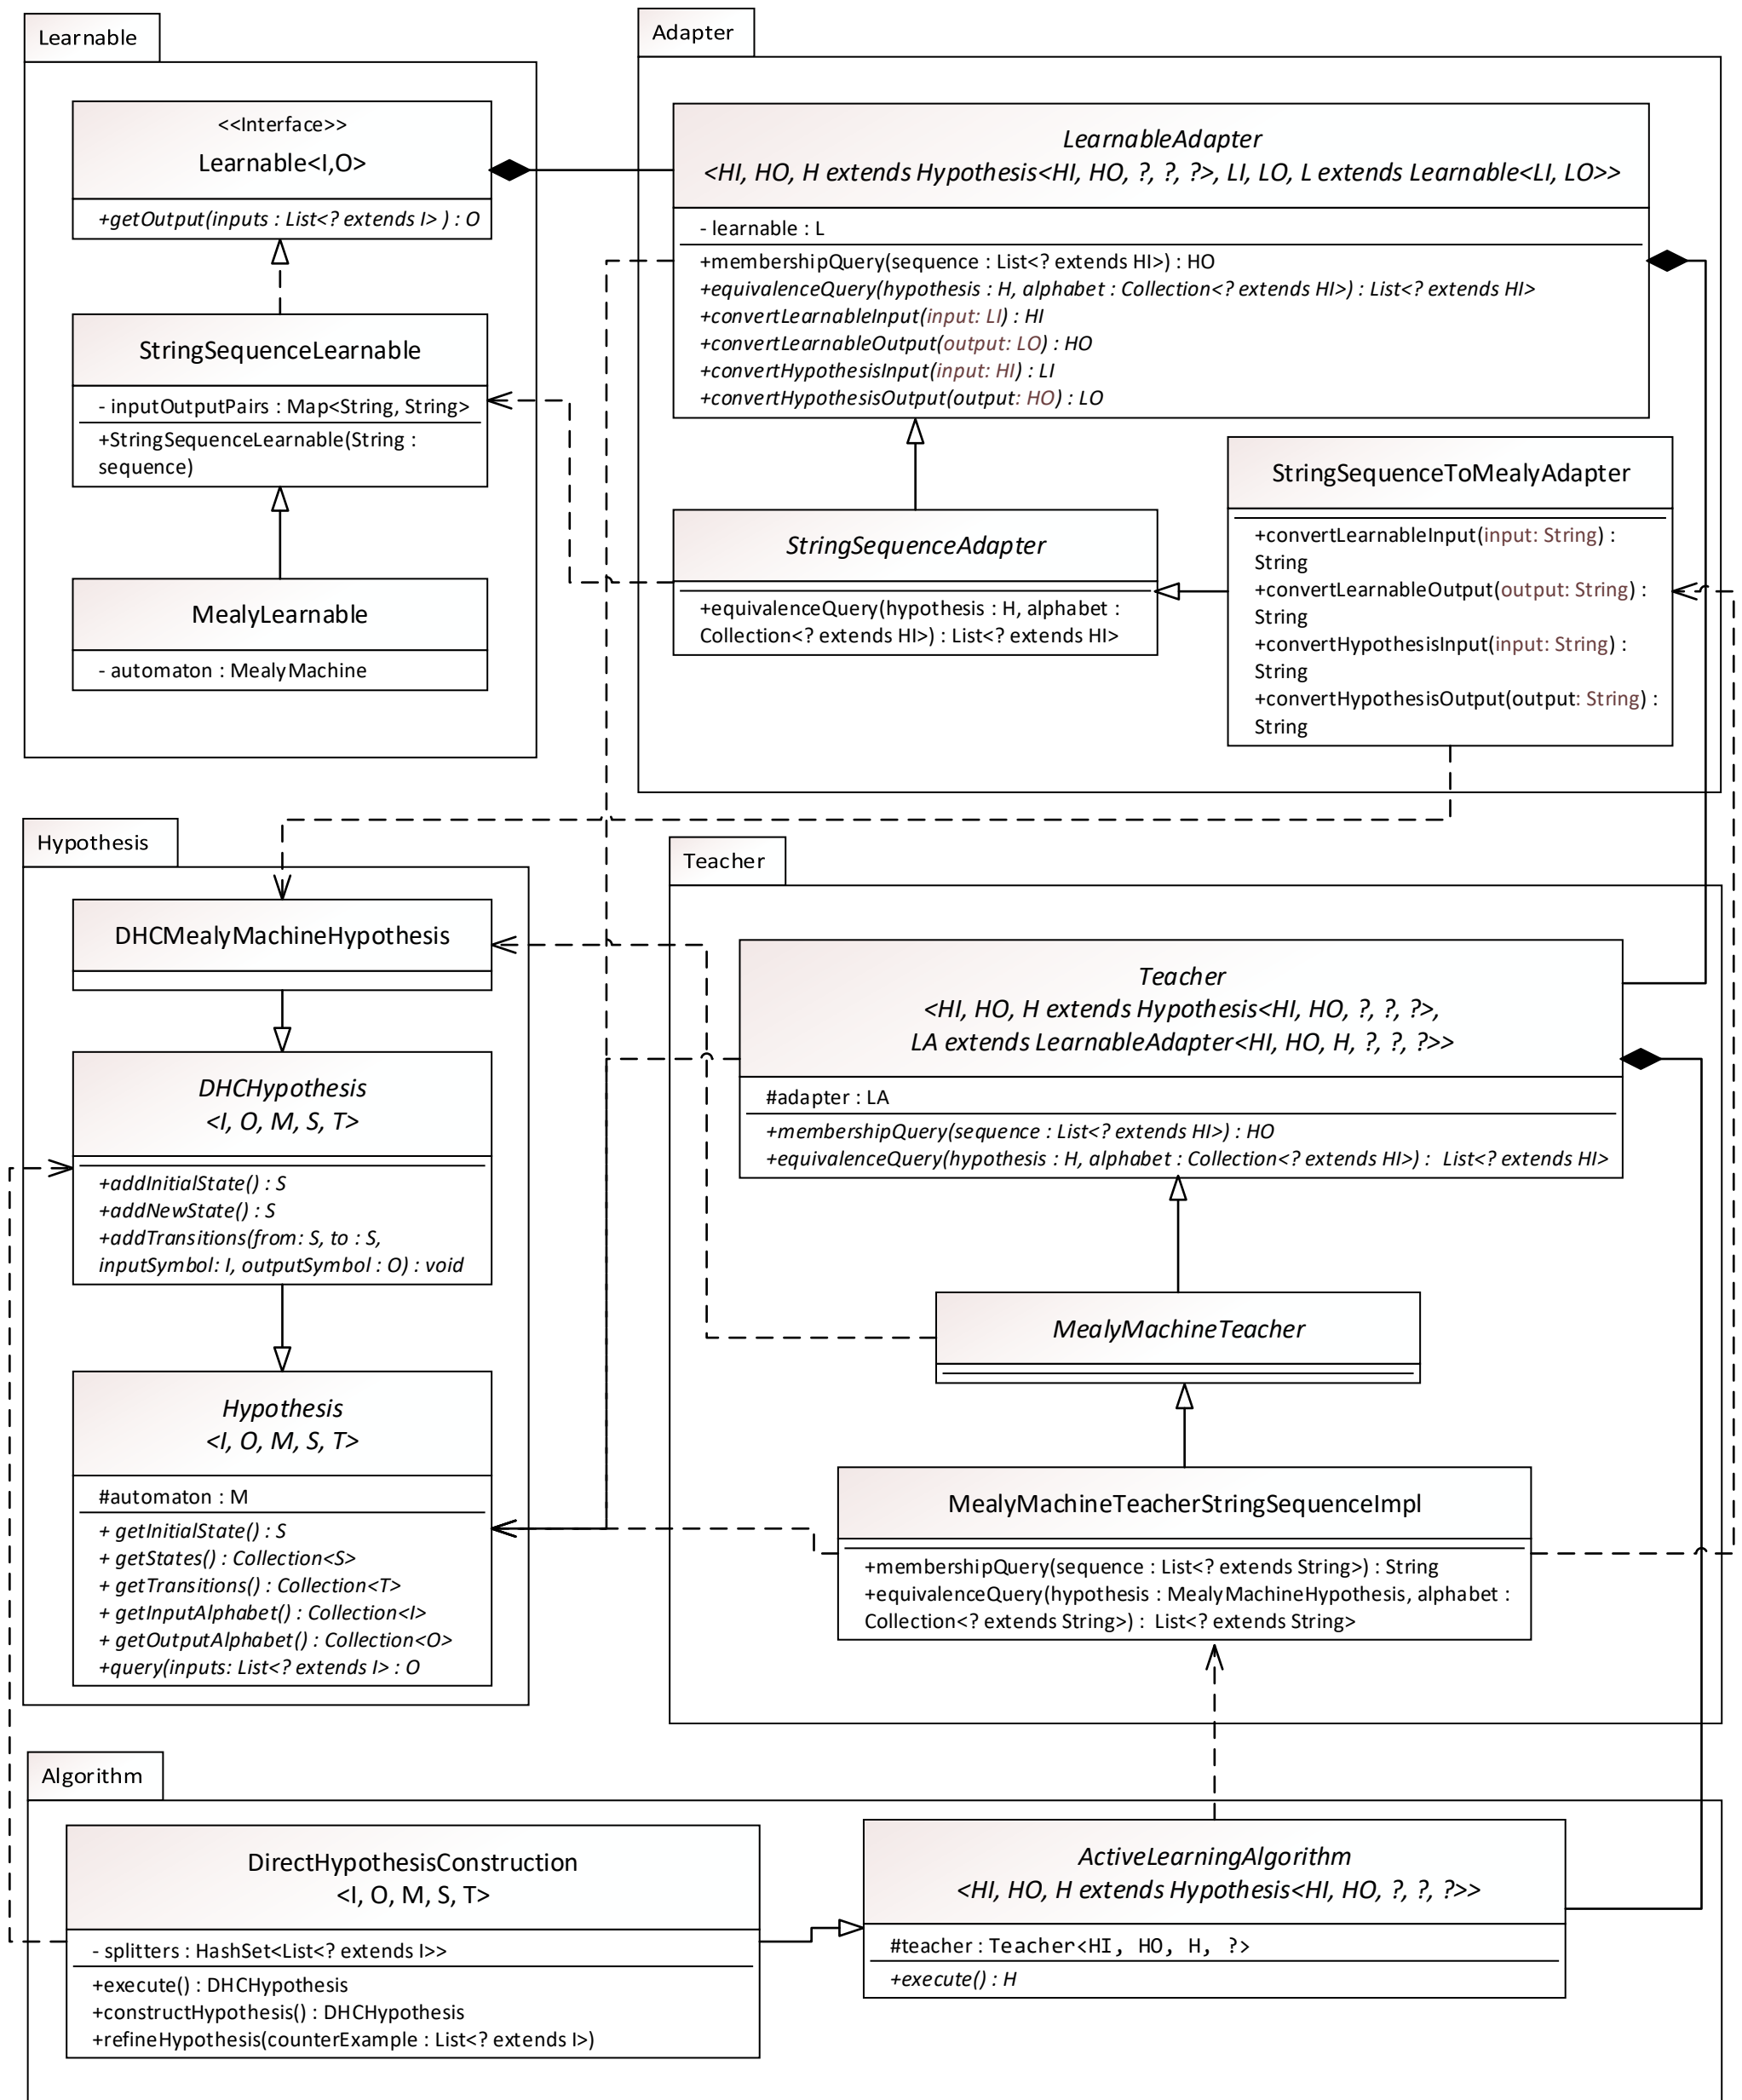 Learnable
<<Interface>>
Learnable<I,O>
+getOutput(inputs : List<? extends I> ) : O
StringSequenceLearnable
- inputOutputPairs : Map<String, String>
+StringSequenceLearnable(String :
sequence)
MealyLearnable
- automaton : MealyMachine
Adapter
LearnableAdapter
<HI, HO, H extends Hypothesis<HI, HO, ?, ?, ?>, LI, LO, L extends Learnable<LI, LO>>
- learnable : L
+membershipQuery(sequence : List<? extends HI>) : HO
+equivalenceQuery(hypothesis : H, alphabet : Collection<? extends HI>) : List<? extends HI>
+convertLearnableInput(input: LI) : HI
+convertLearnableOutput(output: LO) : HO
+convertHypothesisInput(input: HI) : LI
+convertHypothesisOutput(output: HO) : LO
StringSequenceAdapter
+equivalenceQuery(hypothesis : H, alphabet :
Collection<? extends HI>) : List<? extends HI>
StringSequenceToMealyAdapter
+convertLearnableInput(input: String) :
String
+convertLearnableOutput(output: String) :
String
+convertHypothesisInput(input: String) :
String
+convertHypothesisOutput(output: String) :
String
Hypothesis
DHCMealyMachineHypothesis
DHCHypothesis
<I, O, M, S, T>
+addInitialState() : S
+addNewState() : S
+addTransitions(from: S, to : S,
inputSymbol: I, outputSymbol : O) : void
Hypothesis
<I, O, M, S, T>
#automaton : M
+ getInitialState() : S
+ getStates() : Collection<S>
+ getTransitions() : Collection<T>
+ getInputAlphabet() : Collection<I>
+ getOutputAlphabet() : Collection<O>
+query(inputs: List<? extends I> : O
Teacher
Teacher
<HI, HO, H extends Hypothesis<HI, HO, ?, ?, ?>,
LA extends LearnableAdapter<HI, HO, H, ?, ?, ?>>
#adapter : LA
+membershipQuery(sequence : List<? extends HI>) : HO
+equivalenceQuery(hypothesis : H, alphabet : Collection<? extends HI>) :  List<? extends HI>
MealyMachineTeacher
MealyMachineTeacherStringSequenceImpl
+membershipQuery(sequence : List<? extends String>) : String
+equivalenceQuery(hypothesis : MealyMachineHypothesis, alphabet :
Collection<? extends String>) :  List<? extends String>
Algorithm
DirectHypothesisConstruction
<I, O, M, S, T>
- splitters : HashSet<List<? extends I>>
+execute() : DHCHypothesis
+constructHypothesis() : DHCHypothesis
+refineHypothesis(counterExample : List<? extends I>)
ActiveLearningAlgorithm
<HI, HO, H extends Hypothesis<HI, HO, ?, ?, ?>>
#teacher : Teacher<HI, HO, H, ?>
+execute() : H